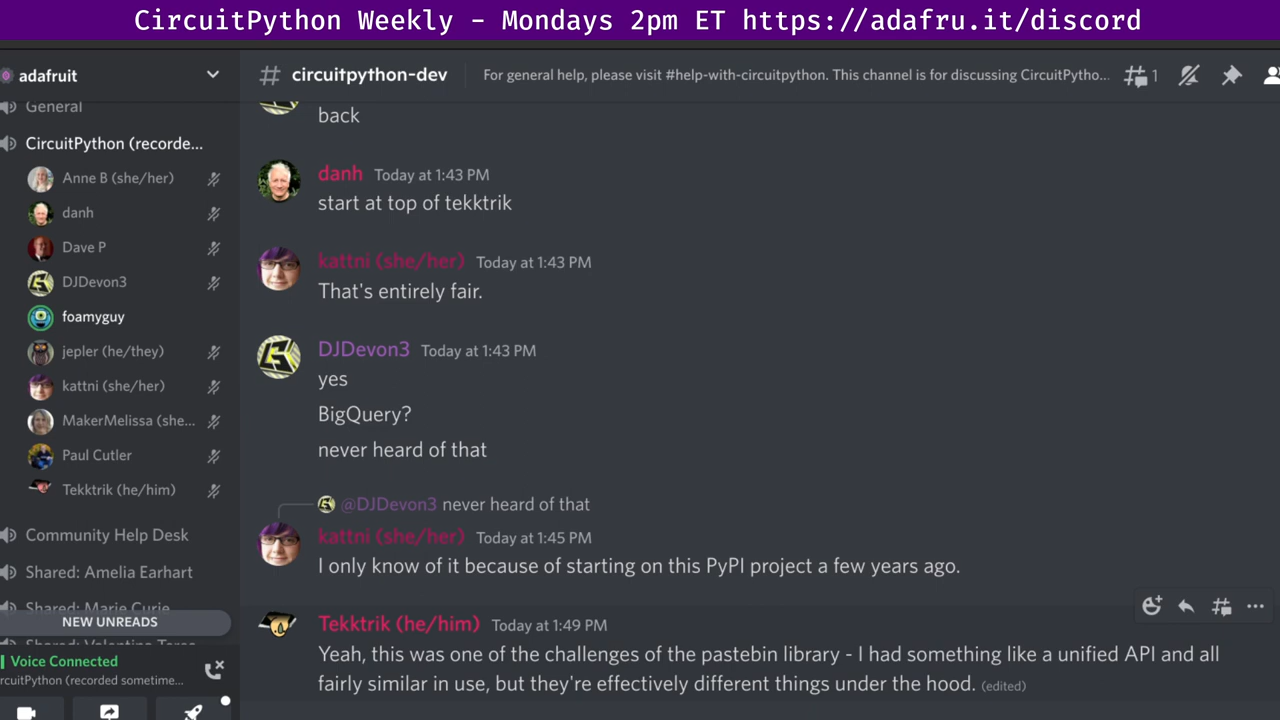 CircuitPython Weekly - Mondays 2pm ET https://adafru.it/discord
adafruit
General
CircuitPython (recorde...
Anne B (she/her)
danh
Dave P
DJDevon3
foamyguy
jepler (he/they)
kattni (she/her)
MakerMelissa (she...
Paul Cutler
Tekktrik (he/him)
Community Help Desk
Shared: Amelia Earhart
Shared: Marie Curie
NEW UNREADS
Voice Connected
rcuitPython (recorded sometime...
# circuitpython-dev
For general help, please visit #help-with-circuitpython. This channel is for discussing CircuitPytho...
1
back
danh Today at 1:43 PM
start at top of tekktrik
kattni (she/her) Today at 1:43 PM
That's entirely fair.
DJDevon3 Today at 1:43 PM
yes
BigQuery?
never heard of that
@DJDevon3 never heard of that
kattni (she/her) Today at 1:45 PM
I only know of it because of starting on this PyPI project a few years ago.
Tekktrik (he/him) Today at 1:49 PM
Yeah, this was one of the challenges of the pastebin library - I had something like a unified API and all
fairly similar in use, but they're effectively different things under the hood. (edited)